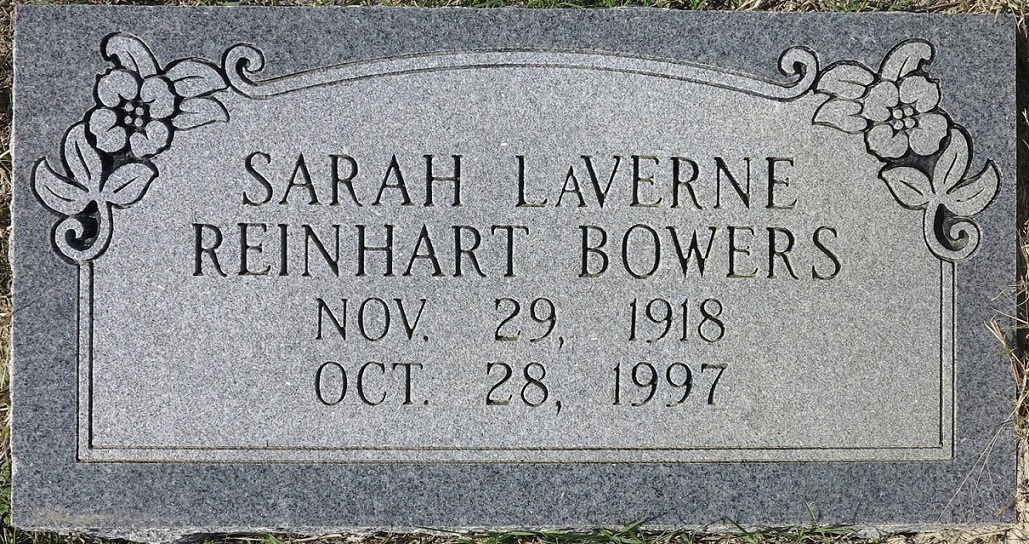 SARAH LaVERNE
REINHART BOWERS
NOV. 29, 1918
OCT. 28, 1997